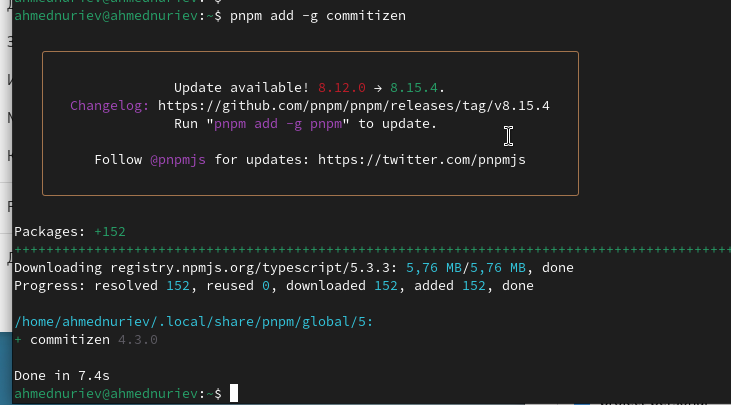 ahmednuriev@ahmednuriev:~$ pnpm add -g commitizen
Update available! 8.12.0 → 8.15.4.
Changelog: https://github.com/pnpm/pnpm/releases/tag/v8.15.4
Run "pnpm add -g pnpm" to update.
Follow @pnpmjs for updates: https://twitter.com/pnpmjs
Packages: +152
++++++++++++++++++++++++++++++++++++++++++++++++++++++++++++++++++++++++++++++++++++++++++
Downloading registry.npmjs.org/typescript/5.3.3: 5,76 MB/5,76 MB, done
Progress: resolved 152, reused 0, downloaded 152, added 152, done
/home/ahmednuriev/.local/share/pnpm/global/5:
+ commitizen 4.3.0
Done in 7.4s
ahmednuriev@ahmednuriev:~$